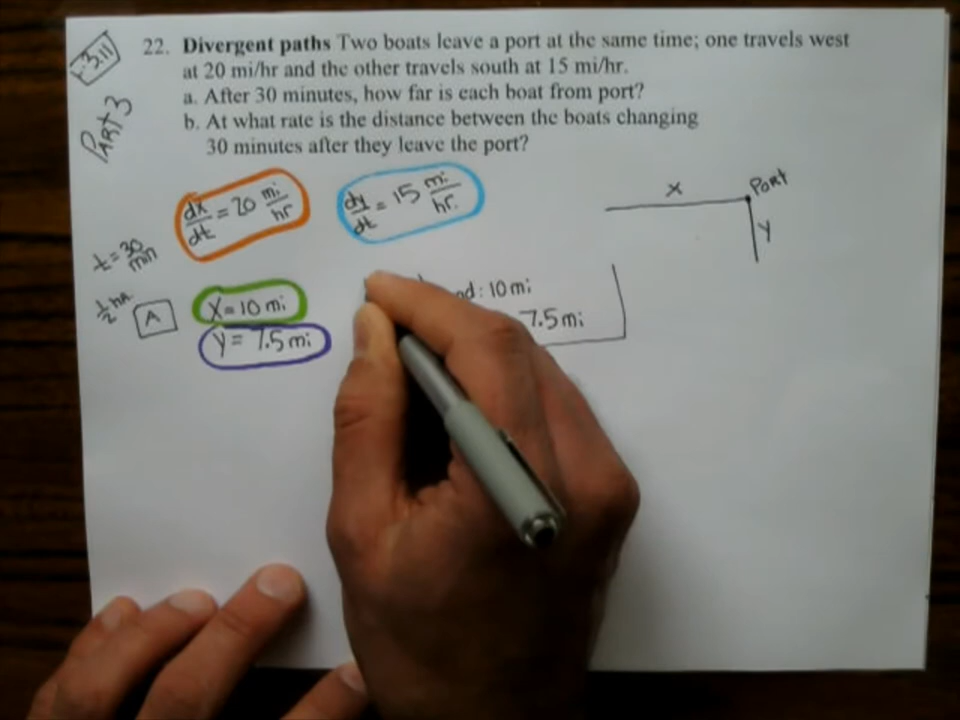 3.11
PART 3
22. Divergent paths Two boats leave a port at the same time; one travels west
at 20 mi/hr and the other travels south at 15 mi/hr.
a. After 30 minutes, how far is each boat from port?
b. At what rate is the distance between the boats changing
30 minutes after they leave the port?
dx/dt = 20 mi/hr
dy/dt = 15 mi/hr.
x
Port
y
t = 30 min
1/2 hr.
A
X = 10 mi
: 10 mi
y = 7.5 mi
7.5 mi